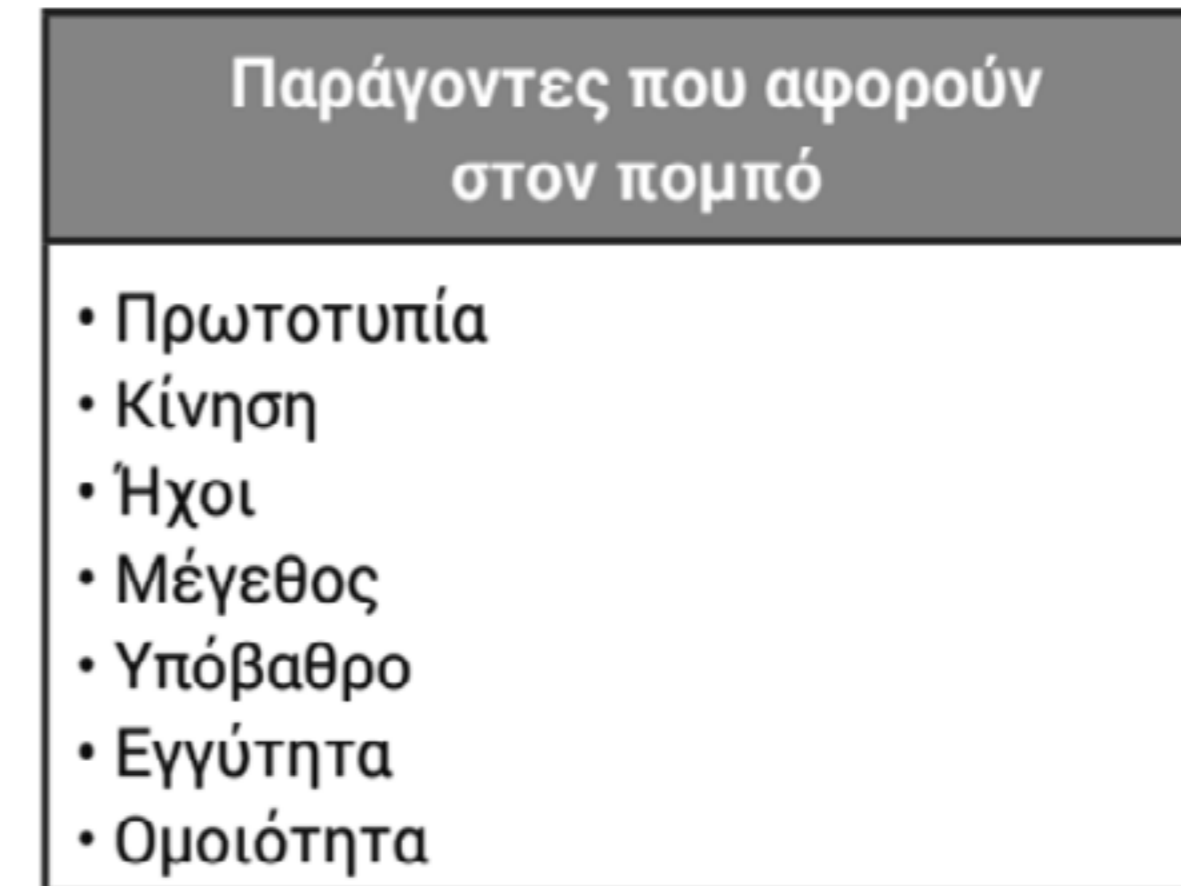 Παράγοντες που αφορούν
στον πομπό
• Πρωτοτυπία
• Κίνηση
• Ήχοι
• Μέγεθος
• Υπόβαθρο
• Εγγύτητα
• Ομοιότητα